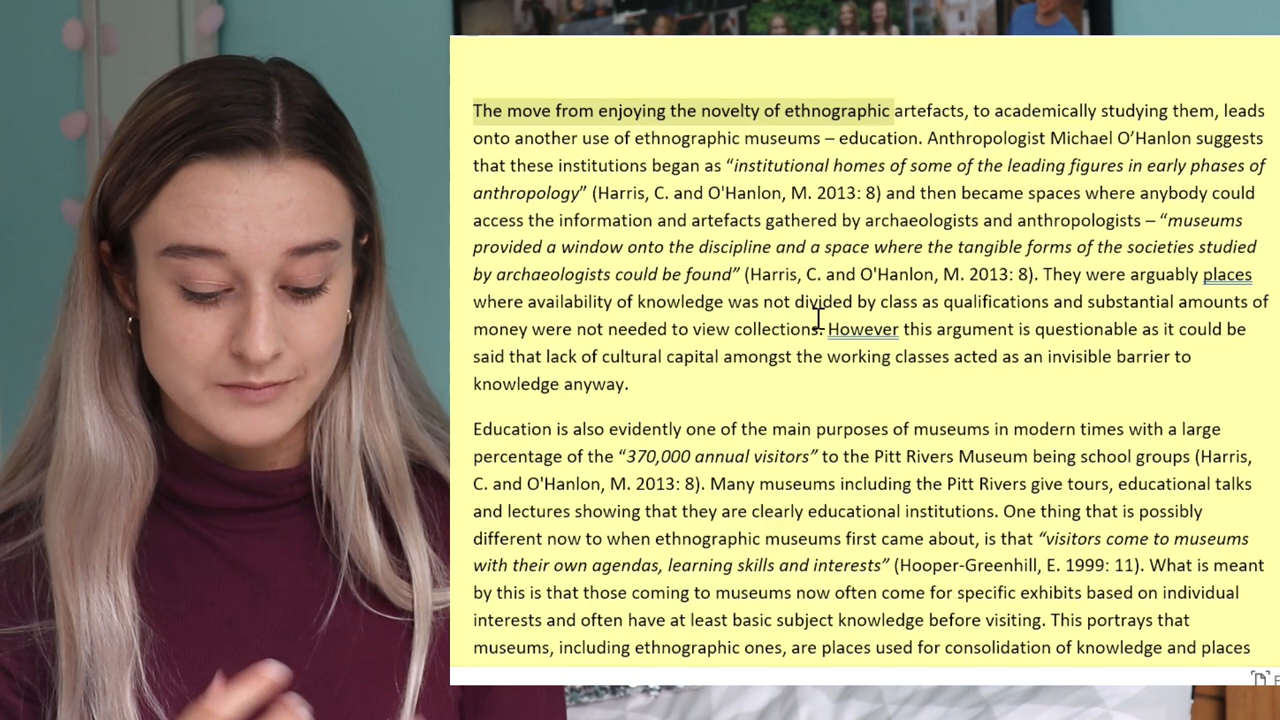 The move from enjoying the novelty of ethnographic artefacts, to academically studying them, leads
onto another use of ethnographic museums – education. Anthropologist Michael O’Hanlon suggests
that these institutions began as “institutional homes of some of the leading figures in early phases of
anthropology” (Harris, C. and O'Hanlon, M. 2013: 8) and then became spaces where anybody could
access the information and artefacts gathered by archaeologists and anthropologists – “museums
provided a window onto the discipline and a space where the tangible forms of the societies studied
by archaeologists could be found” (Harris, C. and O'Hanlon, M. 2013: 8). They were arguably places
where availability of knowledge was not divided by class as qualifications and substantial amounts of
money were not needed to view collections. However this argument is questionable as it could be
said that lack of cultural capital amongst the working classes acted as an invisible barrier to
knowledge anyway.
Education is also evidently one of the main purposes of museums in modern times with a large
percentage of the “370,000 annual visitors” to the Pitt Rivers Museum being school groups (Harris,
C. and O'Hanlon, M. 2013: 8). Many museums including the Pitt Rivers give tours, educational talks
and lectures showing that they are clearly educational institutions. One thing that is possibly
different now to when ethnographic museums first came about, is that “visitors come to museums
with their own agendas, learning skills and interests” (Hooper-Greenhill, E. 1999: 11). What is meant
by this is that those coming to museums now often come for specific exhibits based on individual
interests and often have at least basic subject knowledge before visiting. This portrays that
museums, including ethnographic ones, are places used for consolidation of knowledge and places